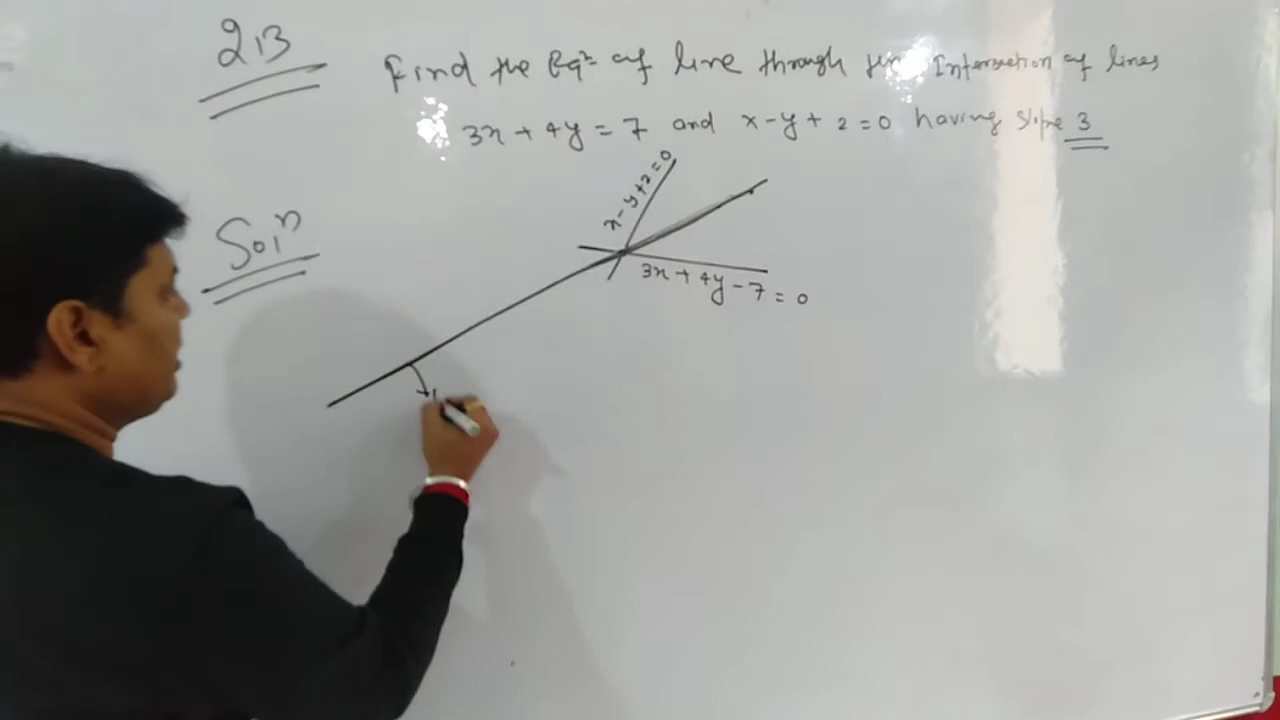 213
Find the Eqn of line through the Intersection of lines
3x + 4y = 7 and x - y + 2 = 0 having slope 3
Soln
x - y + 2 = 0
3x + 4y - 7 = 0